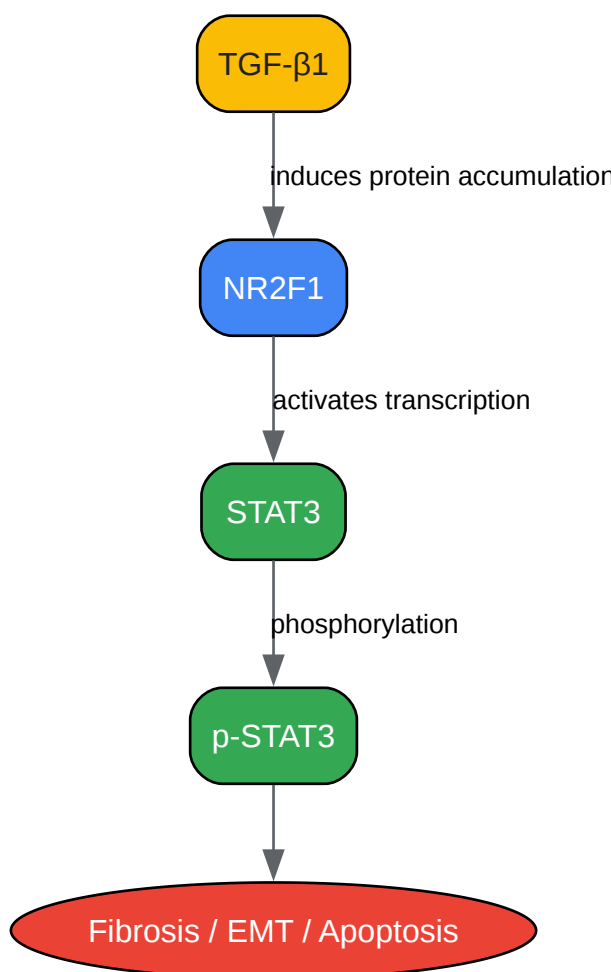 TGF-β1
induces protein accumulation
NR2F1
activates transcription
STAT3
phosphorylation
p-STAT3
Fibrosis / EMT / Apoptosis